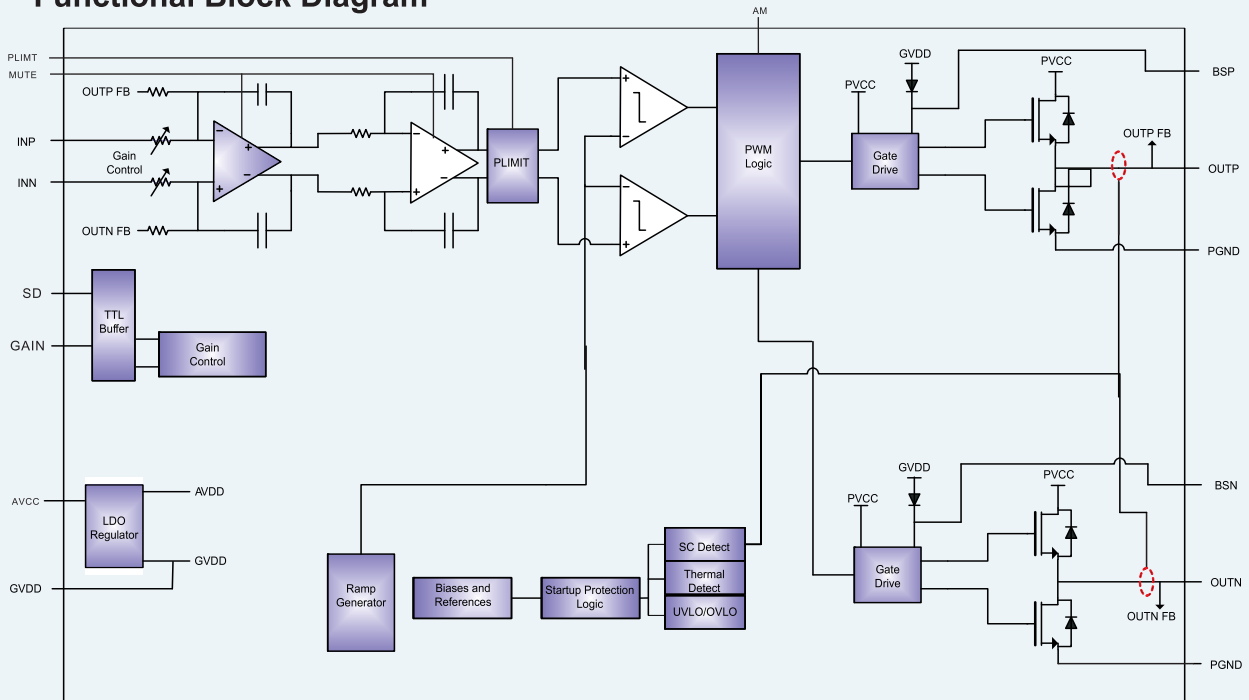 Functional Block Diagram
AM
PLIMT
MUTE
OUTP FB
INP
Gain
Control
INN
OUTN FB
PLIMIT
PWM
Logic
PVCC
GVDD
Gate
Drive
PVCC
BSP
OUTP FB
OUTP
PGND
SD
GAIN
TTL
Buffer
Gain
Control
AVCC
LDO
Regulator
AVDD
GVDD
GVDD
Ramp
Generator
Biases and
References
Startup Protection
Logic
SC Detect
Thermal
Detect
UVLO/OVLO
PVCC
GVDD
Gate
Drive
PVCC
BSN
OUTN
OUTN FB
PGND